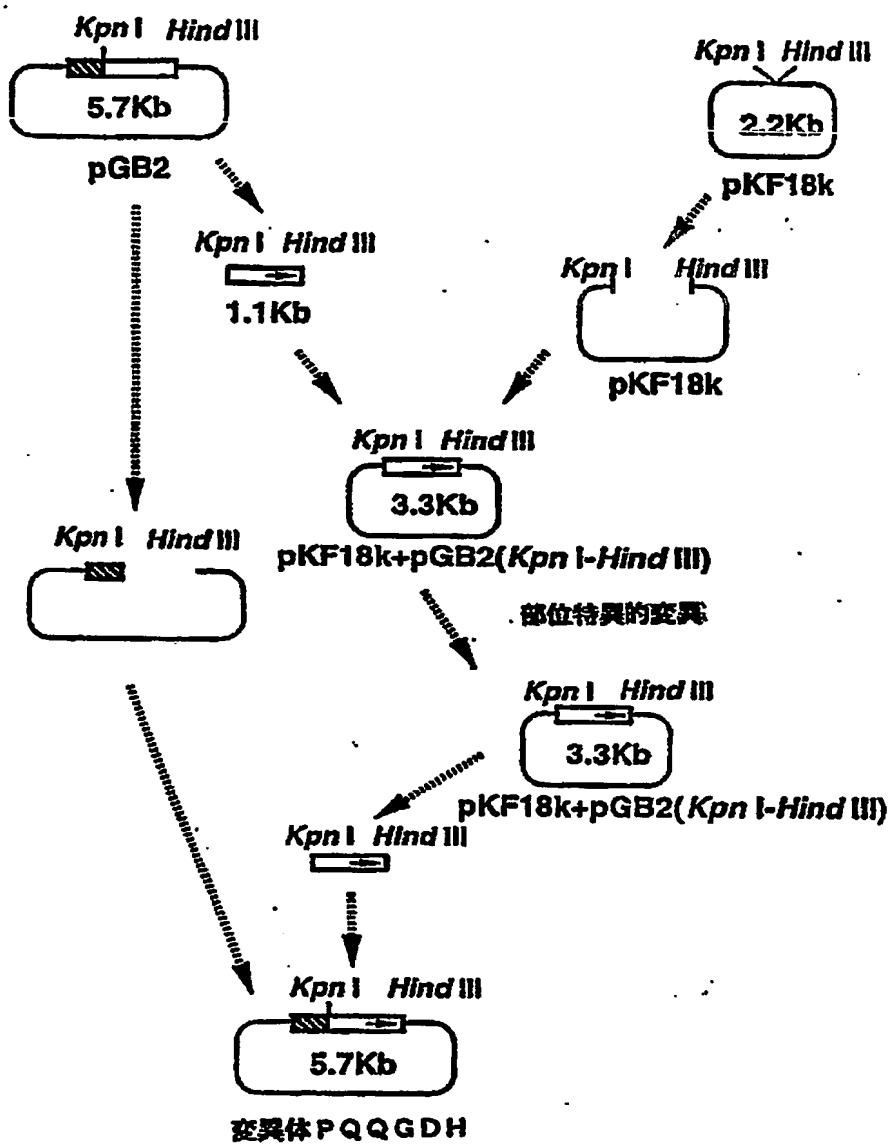 Kpn I Hind III
5.7Kb
pGB2
Kpn I Hind III
2.2Kb
pKF18k
Kpn I Hind III
1.1Kb
Kpn I Hind III
pKF18k
Kpn I Hind III
3.3Kb
pKF18k+pGB2(Kpn I-Hind III)
部位特異的変異
Kpn I Hind III
Kpn I Hind III
3.3Kb
pKF18k+pGB2(Kpn I-Hind III)
Kpn I Hind III
Kpn I Hind III
5.7Kb
変異体PQQGDH